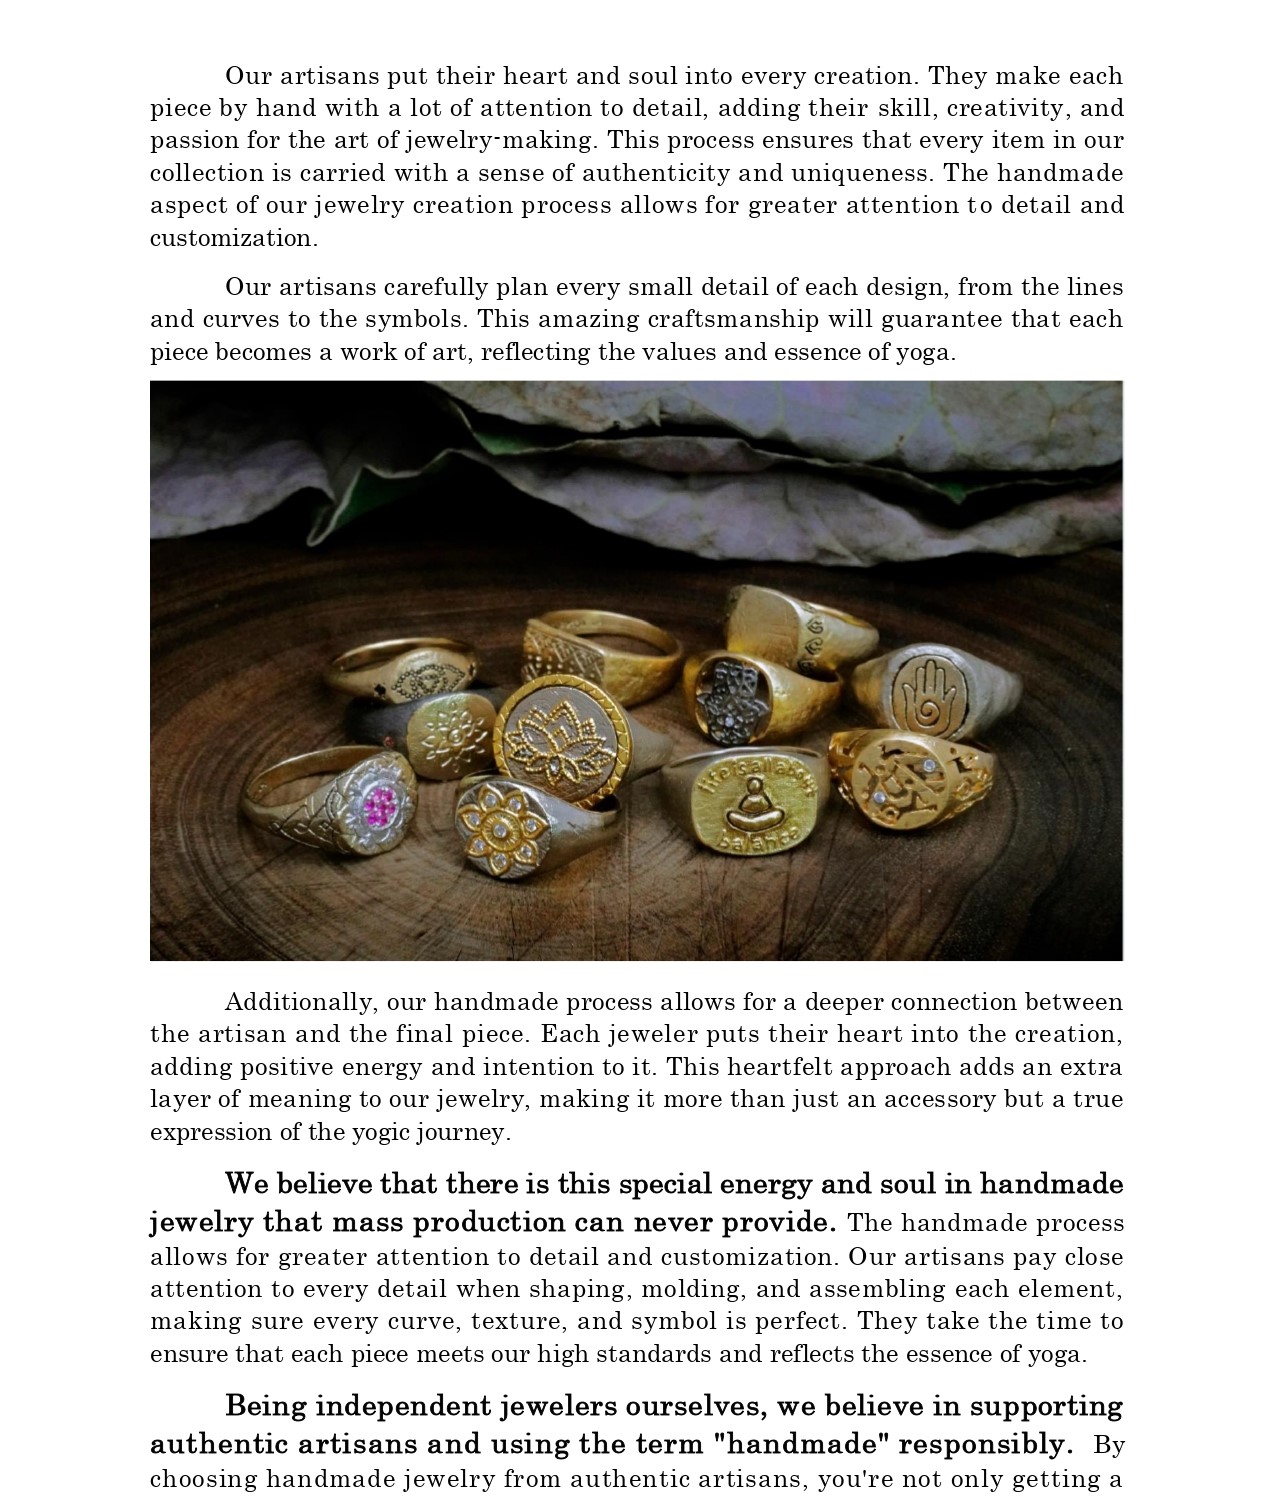 Our artisans put their heart and soul into every creation. They make each
piece by hand with a lot of attention to detail, adding their skill, creativity, and
passion for the art of jewelry-making. This process ensures that every item in our
collection is carried with a sense of authenticity and uniqueness. The handmade
aspect of our jewelry creation process allows for greater attention to detail and
customization.
Our artisans carefully plan every small detail of each design, from the lines
and curves to the symbols. This amazing craftsmanship will guarantee that each
piece becomes a work of art, reflecting the values and essence of yoga.
life is all about
balance
Additionally, our handmade process allows for a deeper connection between
the artisan and the final piece. Each jeweler puts their heart into the creation,
adding positive energy and intention to it. This heartfelt approach adds an extra
layer of meaning to our jewelry, making it more than just an accessory but a true
expression of the yogic journey.
We believe that there is this special energy and soul in handmade
jewelry that mass production can never provide. The handmade process
allows for greater attention to detail and customization. Our artisans pay close
attention to every detail when shaping, molding, and assembling each element,
making sure every curve, texture, and symbol is perfect. They take the time to
ensure that each piece meets our high standards and reflects the essence of yoga.
Being independent jewelers ourselves, we believe in supporting
authentic artisans and using the term "handmade" responsibly. By
choosing handmade jewelry from authentic artisans, you're not only getting a